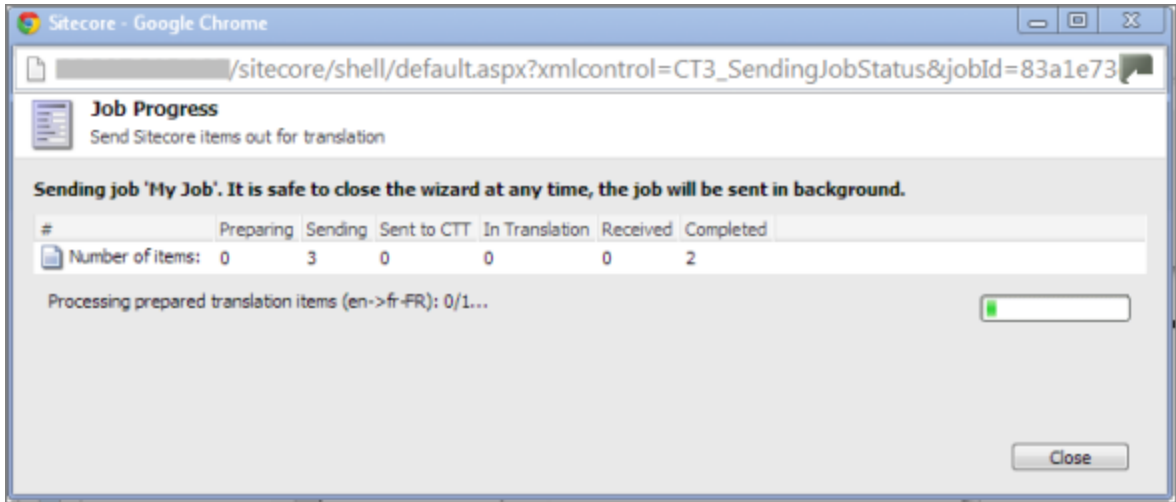 Sitecore - Google Chrome
/sitecore/shell/default.aspx?xmlcontrol=CT3_SendingJobStatus&jobId=83a1e73
Job Progress
Send Sitecore items out for translation
Sending job 'My Job'. It is safe to close the wizard at any time, the job will be sent in background.
# Preparing Sending Sent to CTT In Translation Received Completed
Number of items: 0 3 0 0 0 2
Processing prepared translation items (en->fr-FR): 0/1...
Close